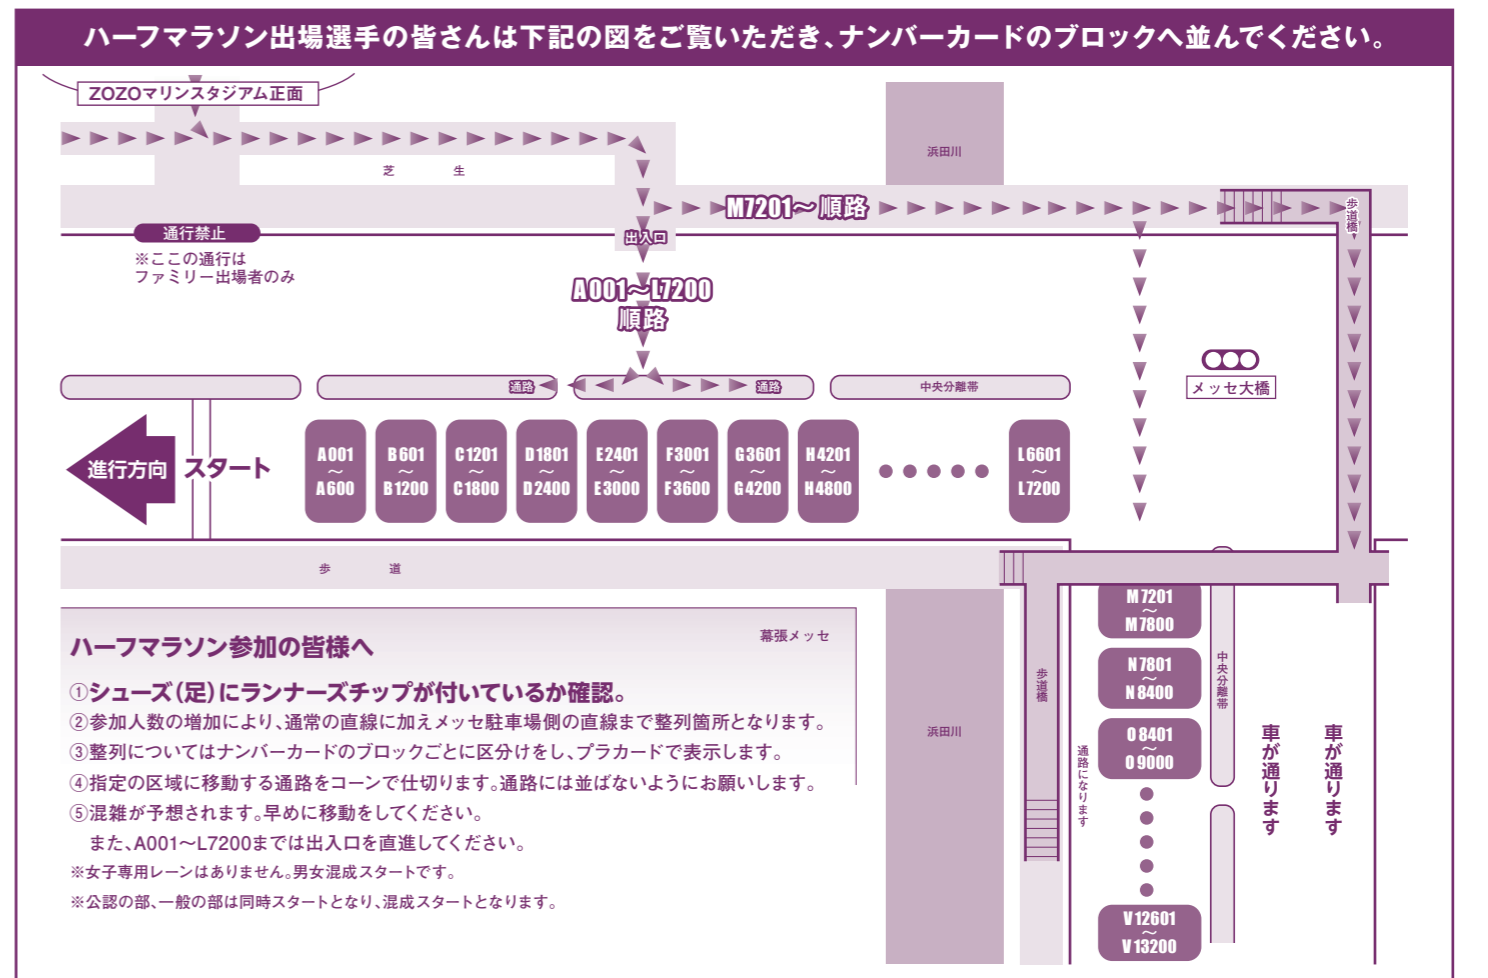 ハーフマラソン出場選手の皆さんは下記の図をご覧いただき、ナンバーカードのブロックへ並んでください。
ZOZOマリンスタジアム正面
芝 生
浜田川
M7201〜 順路
歩道橋
通行禁止
※ここの通行は
ファミリー出場者のみ
出入口
A001〜L7200
順路
メッセ大橋
通路
通路
中央分離帯
進行方向
スタート
A001
〜
A600
B601
〜
B1200
C1201
〜
C1800
D1801
〜
D2400
E2401
〜
E3000
F3001
〜
F3600
G3601
〜
G4200
H4201
〜
H4800
L6601
〜
L7200
歩 道
M7201
〜
M7800
N7801
〜
N8400
O8401
〜
O9000
V12601
〜
V13200
中央分離帯
歩道橋
通路になります
車が通ります
車が通ります
浜田川
幕張メッセ
ハーフマラソン参加の皆様へ
①シューズ(足)にランナーズチップが付いているか確認。
②参加人数の増加により、通常の直線に加えメッセ駐車場側の直線まで整列箇所となります。
③整列についてはナンバーカードのブロックごとに区分けをし、プラカードで表示します。
④指定の区域に移動する通路をコーンで仕切ります。通路には並ばないようにお願いします。
⑤混雑が予想されます。早めに移動をしてください。
また、A001〜L7200までは出入口を直進してください。
※女子専用レーンはありません。男女混成スタートです。
※公認の部、一般の部は同時スタートとなり、混成スタートとなります。